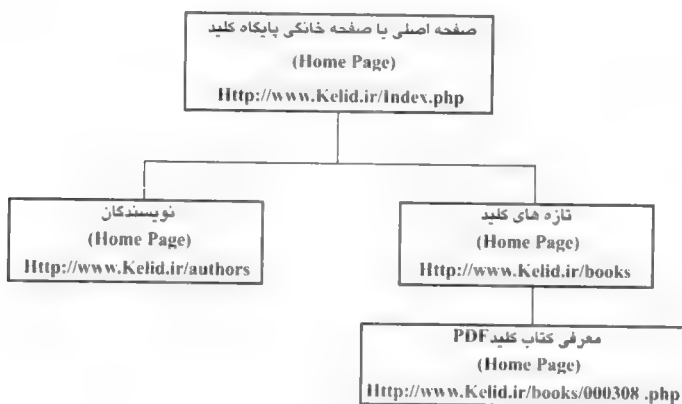 صفحه اصلی یا صفحه خانگی پایگاه کلید
(Home Page)
Http://www.Kelid.ir/Index.php
تازه های کلید
(Home Page)
Http://www.Kelid.ir/books
نویسندگان
(Home Page)
Http://www.Kelid.ir/authors
معرفی کتاب کلیدPDF
(Home Page)
Http://www.Kelid.ir/books/000308 .php